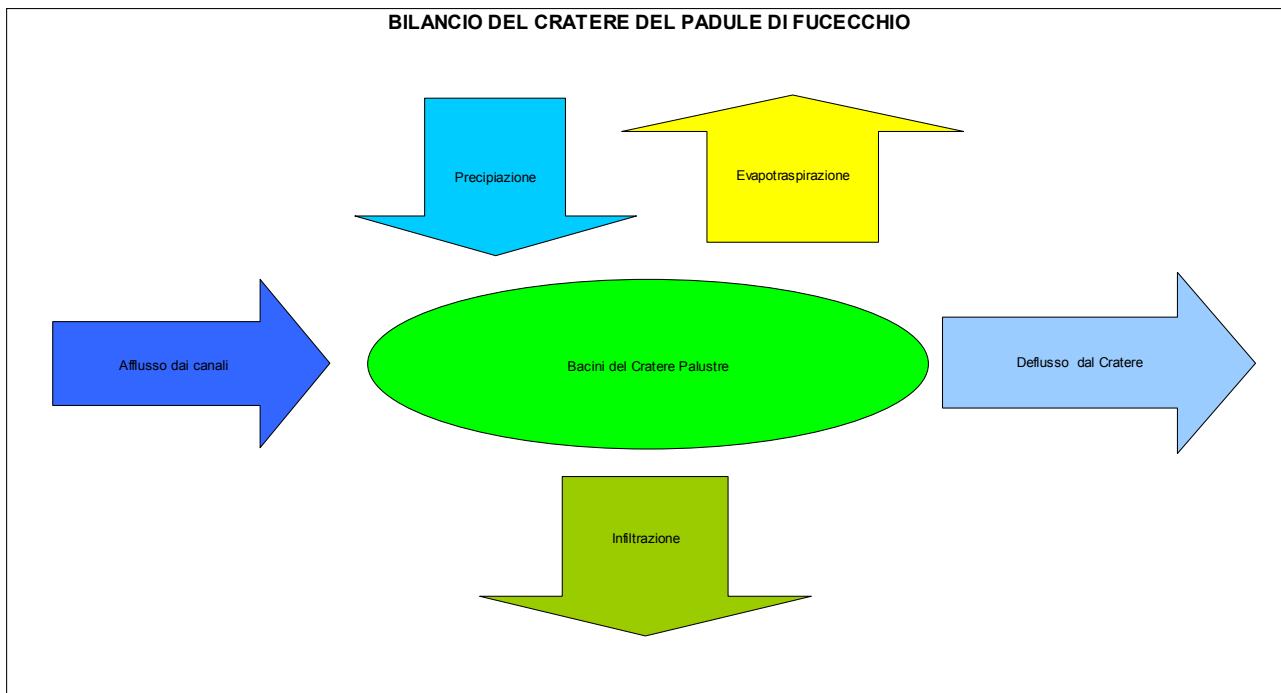 BILANCIO DEL CRATERE DEL PADULE DI FUCECCHIO
Precipiazione
Evapotraspirazione
Afflusso dai canali
Bacini del Cratere Palustre
Deflusso dal Cratere
Infiltrazione